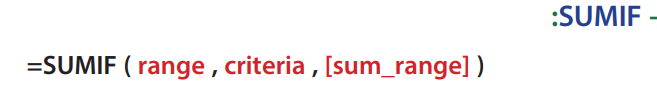 :SUMIF -
=SUMIF ( range , criteria , [sum_range] )